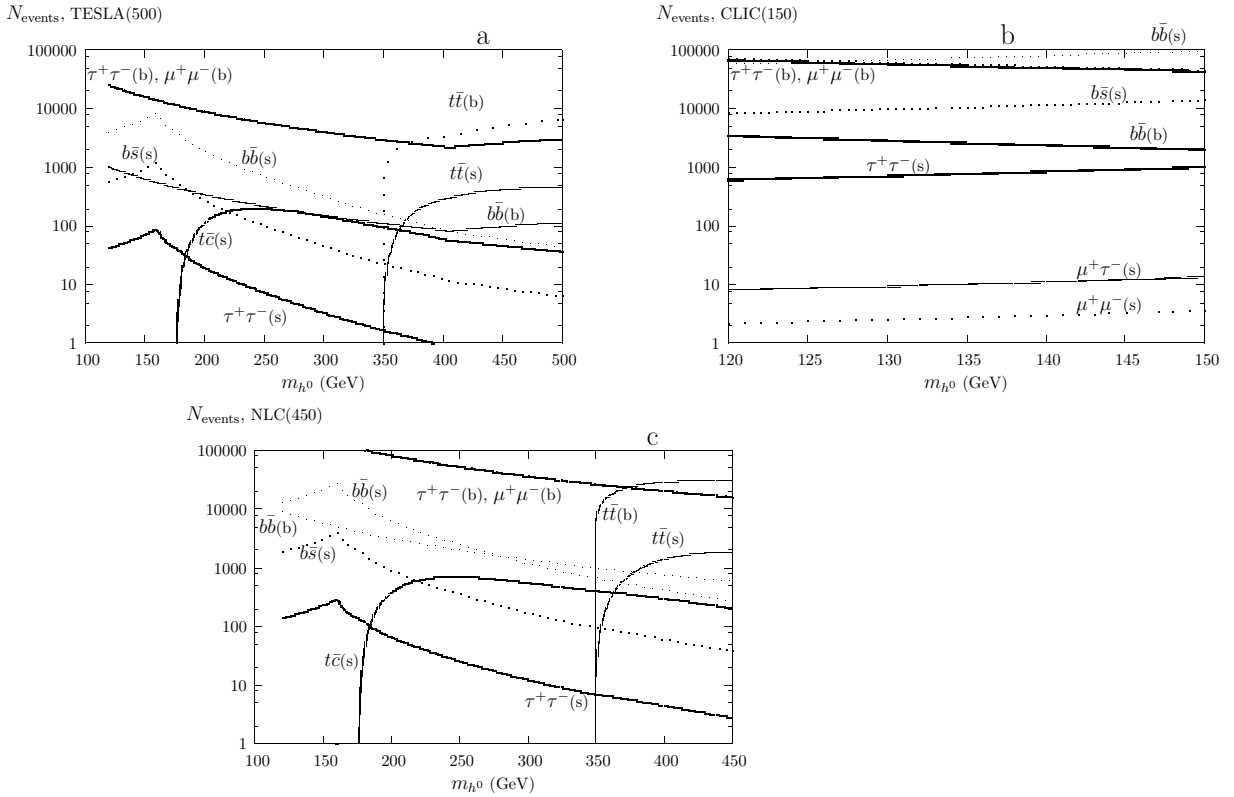 N_events, TESLA(500)
a
100000
10000
1000
100
10
1
τ⁺τ⁻(b), μ⁺μ⁻(b)
tt̄(b)
bs̄(s)
bb̄(s)
tt̄(s)
bb̄(b)
tc̄(s)
τ⁺τ⁻(s)
100 150 200 250 300 350 400 450 500
m_h⁰ (GeV)
N_events, CLIC(150)
b
bb̄(s)
100000
10000
1000
100
10
1
τ⁺τ⁻(b), μ⁺μ⁻(b)
bs̄(s)
bb̄(b)
τ⁺τ⁻(s)
μ⁺τ⁻(s)
μ⁺μ⁻(s)
120 125 130 135 140 145 150
m_h⁰ (GeV)
N_events, NLC(450)
c
100000
10000
1000
100
10
1
bb̄(s)
τ⁺τ⁻(b), μ⁺μ⁻(b)
bb̄(b)
tt̄(b)
bs̄(s)
tt̄(s)
tc̄(s)
τ⁺τ⁻(s)
100 150 200 250 300 350 400 450
m_h⁰ (GeV)